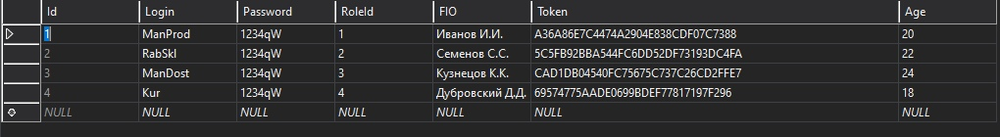 Id Login Password RoleId FIO Token Age
1 ManProd 1234qW 1 Иванов И.И. A36A86E7C4474A2904E838CDF07C7388 20
2 RabSkl 1234qW 2 Семенов С.С. 5C5FB92BBA544FC6DD52DF73193DC4FA 22
3 ManDost 1234qW 3 Кузнецов К.К. CAD1DB04540FC75675C737C26CD2FFE7 24
4 Kur 1234qW 4 Дубровский Д.Д. 69574775AADE0699BDEF77817197F296 18
NULL NULL NULL NULL NULL NULL NULL